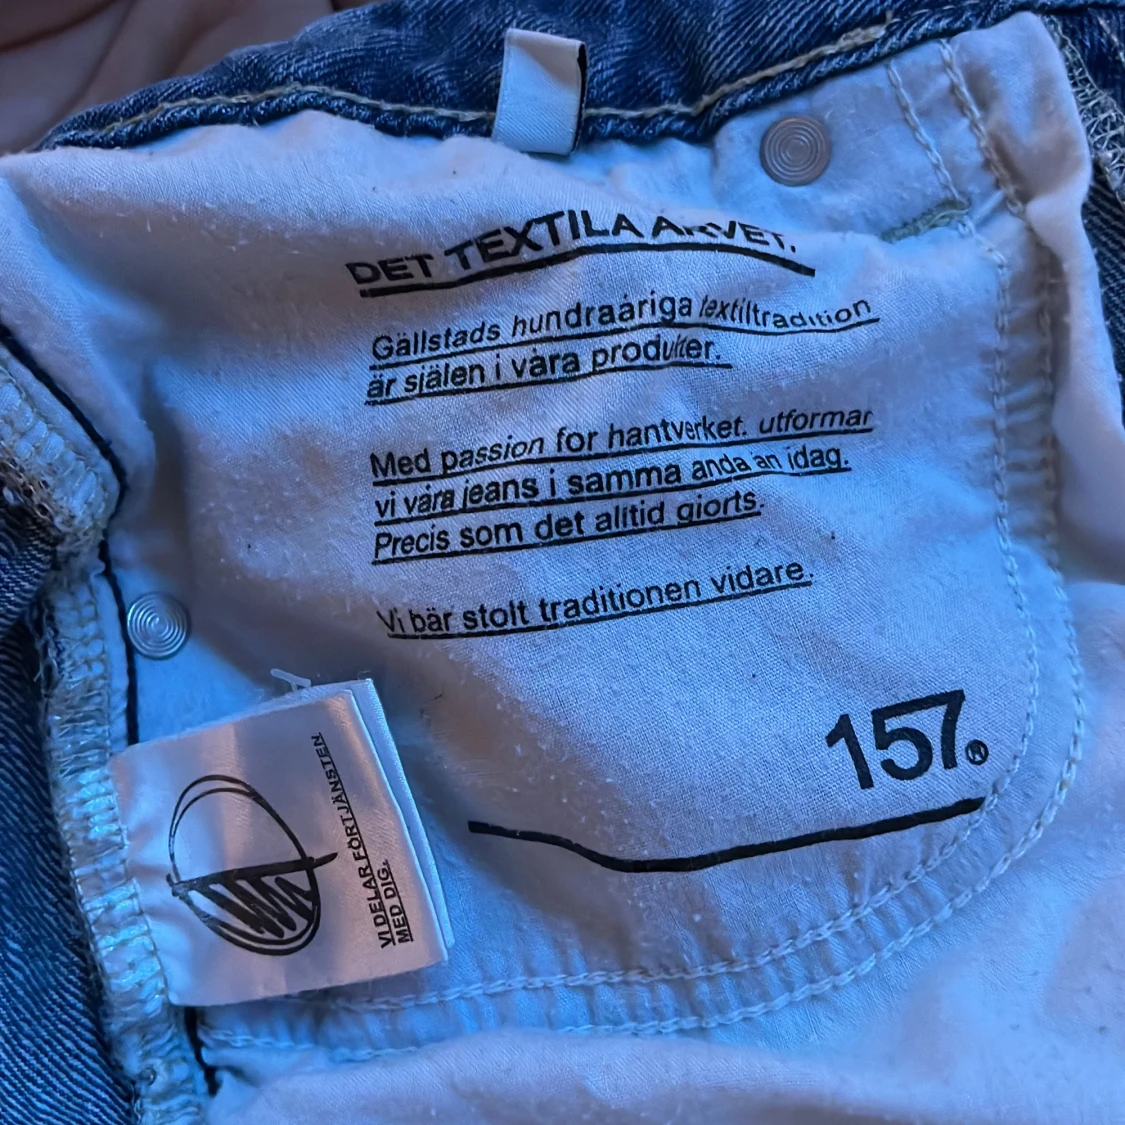 DET TEXTILA ARVET.
Gällstads hundraåriga textiltradition
är själen i våra produkter.
Med passion för hantverket. utformar
vi våra jeans i samma anda än idag.
Precis som det alltid gjorts.
Vi bär stolt traditionen vidare.
157®
VI DELAR FÖRTJÄNSTEN
MED DIG.